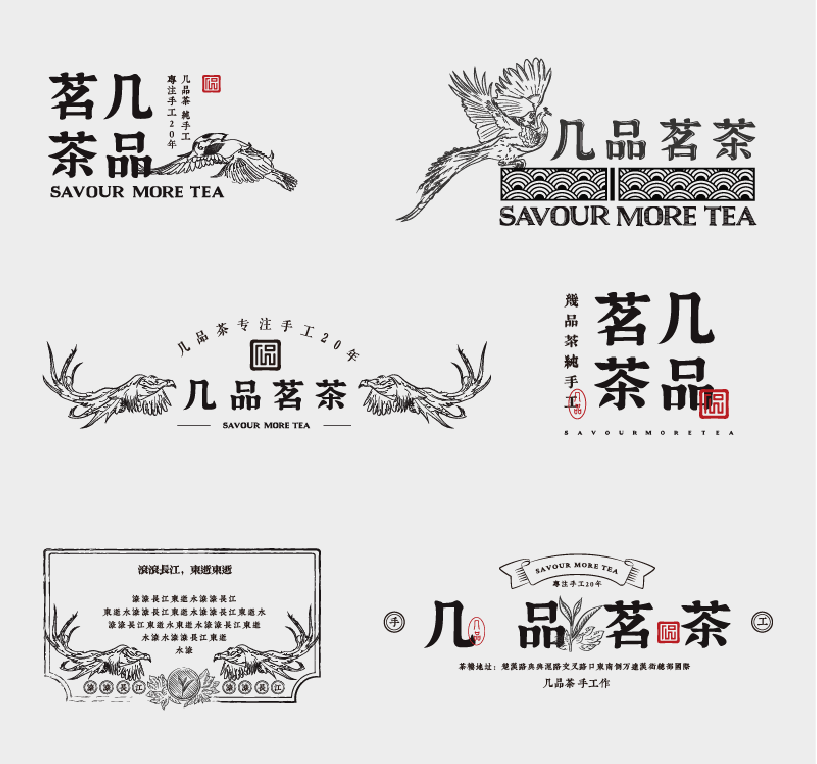 几品
茗茶
几品茶 純手工
專注手工20年
SAVOUR MORE TEA
几品茗茶
SAVOUR MORE TEA
几品茶专注手工20年
几品茗茶
SAVOUR MORE TEA
几品
茗茶
幾品茶純手工
几品
SAVOURMORETEA
滾滾長江，東逝東逝
滾滾長江東逝水滾滾長江
東逝水滾滾長江東逝水滾滾長江東逝水
滾滾長江東逝水東逝水滾滾長江東逝
水滾水滾滾長江東逝
水滾
滾滾長江
滾滾長江
SAVOUR MORE TEA
專注手工20年
手
几品茗茶
几品
工
几品茶手工作